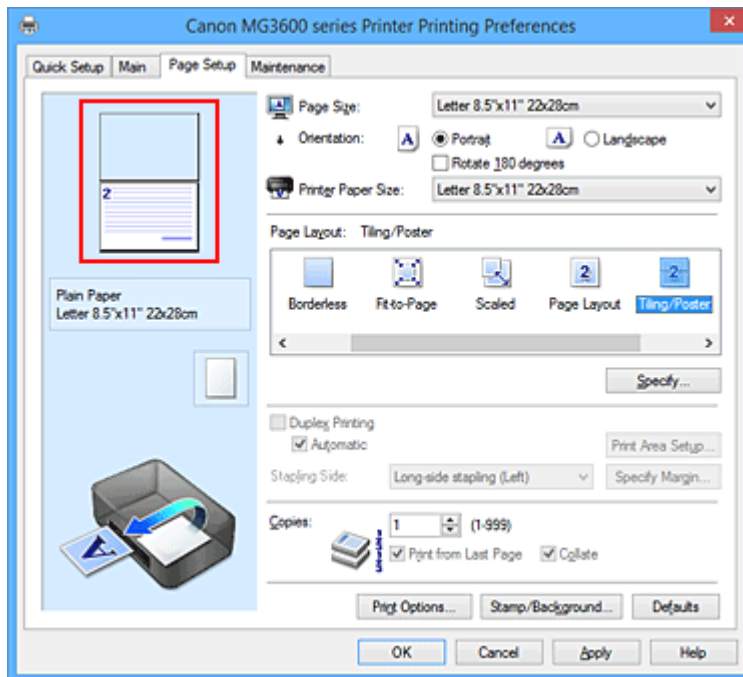 Canon MG3600 series Printer Printing Preferences
Quick Setup Main Page Setup Maintenance
Page Size: Letter 8.5"x11" 22x28cm
Orientation: A Portrait A Landscape
Rotate 180 degrees
Printer Paper Size: Letter 8.5"x11" 22x28cm
2
Page Layout: Tiling/Poster
2 2
Borderless Fit-to-Page Scaled Page Layout Tiling/Poster
Plain Paper
Letter 8.5"x11" 22x28cm
Specify...
Duplex Printing
Automatic Print Area Setup...
Stapling Side: Long-side stapling (Left) Specify Margin...
Copies: 1 (1-999)
Print from Last Page Collate
A
Print Options... Stamp/Background... Defaults
OK Cancel Apply Help